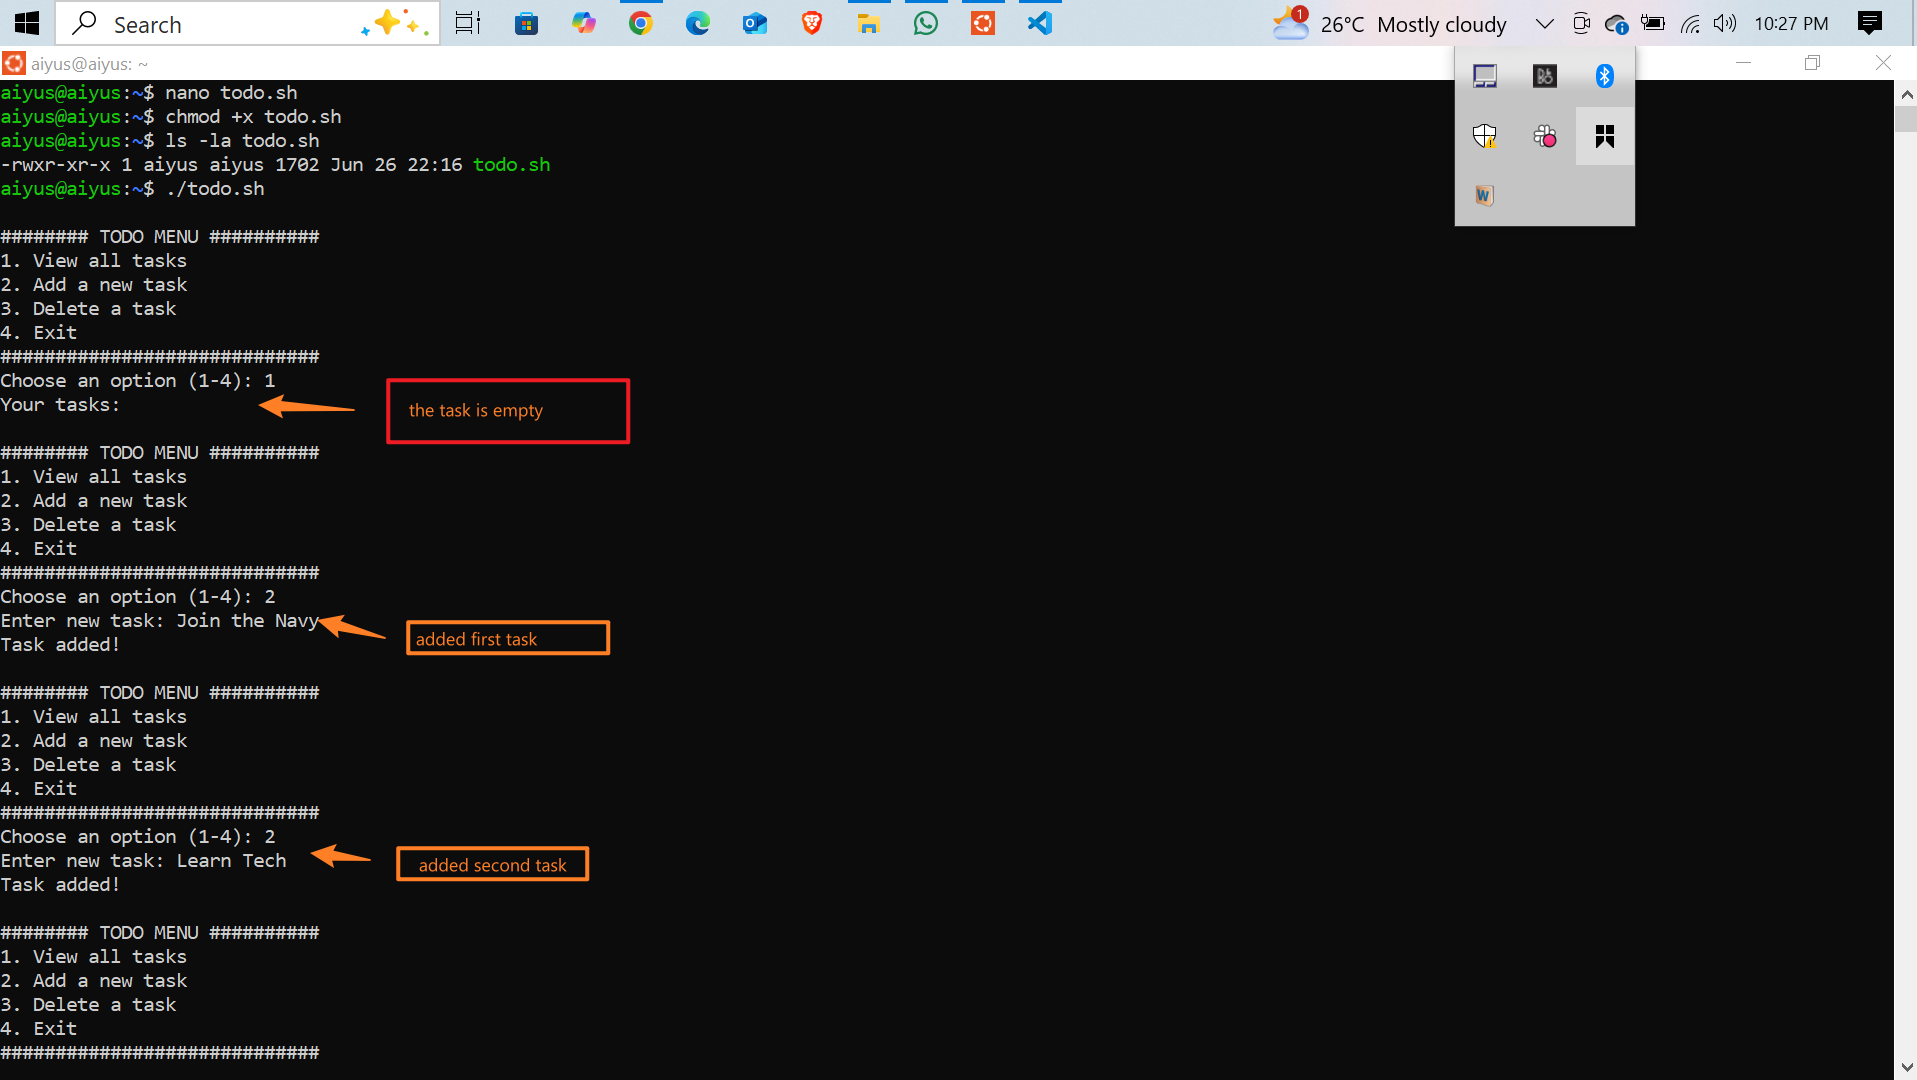 Search
1
26°C Mostly cloudy
10:27 PM
aiyus@aiyus: ~
aiyus@aiyus:~$ nano todo.sh
aiyus@aiyus:~$ chmod +x todo.sh
aiyus@aiyus:~$ ls -la todo.sh
-rwxr-xr-x 1 aiyus aiyus 1702 Jun 26 22:16 todo.sh
aiyus@aiyus:~$ ./todo.sh
######## TODO MENU ##########
1. View all tasks
2. Add a new task
3. Delete a task
4. Exit
#############################
Choose an option (1-4): 1
Your tasks:
the task is empty
######## TODO MENU ##########
1. View all tasks
2. Add a new task
3. Delete a task
4. Exit
#############################
Choose an option (1-4): 2
Enter new task: Join the Navy
added first task
Task added!
######## TODO MENU ##########
1. View all tasks
2. Add a new task
3. Delete a task
4. Exit
#############################
Choose an option (1-4): 2
Enter new task: Learn Tech
added second task
Task added!
######## TODO MENU ##########
1. View all tasks
2. Add a new task
3. Delete a task
4. Exit
#############################